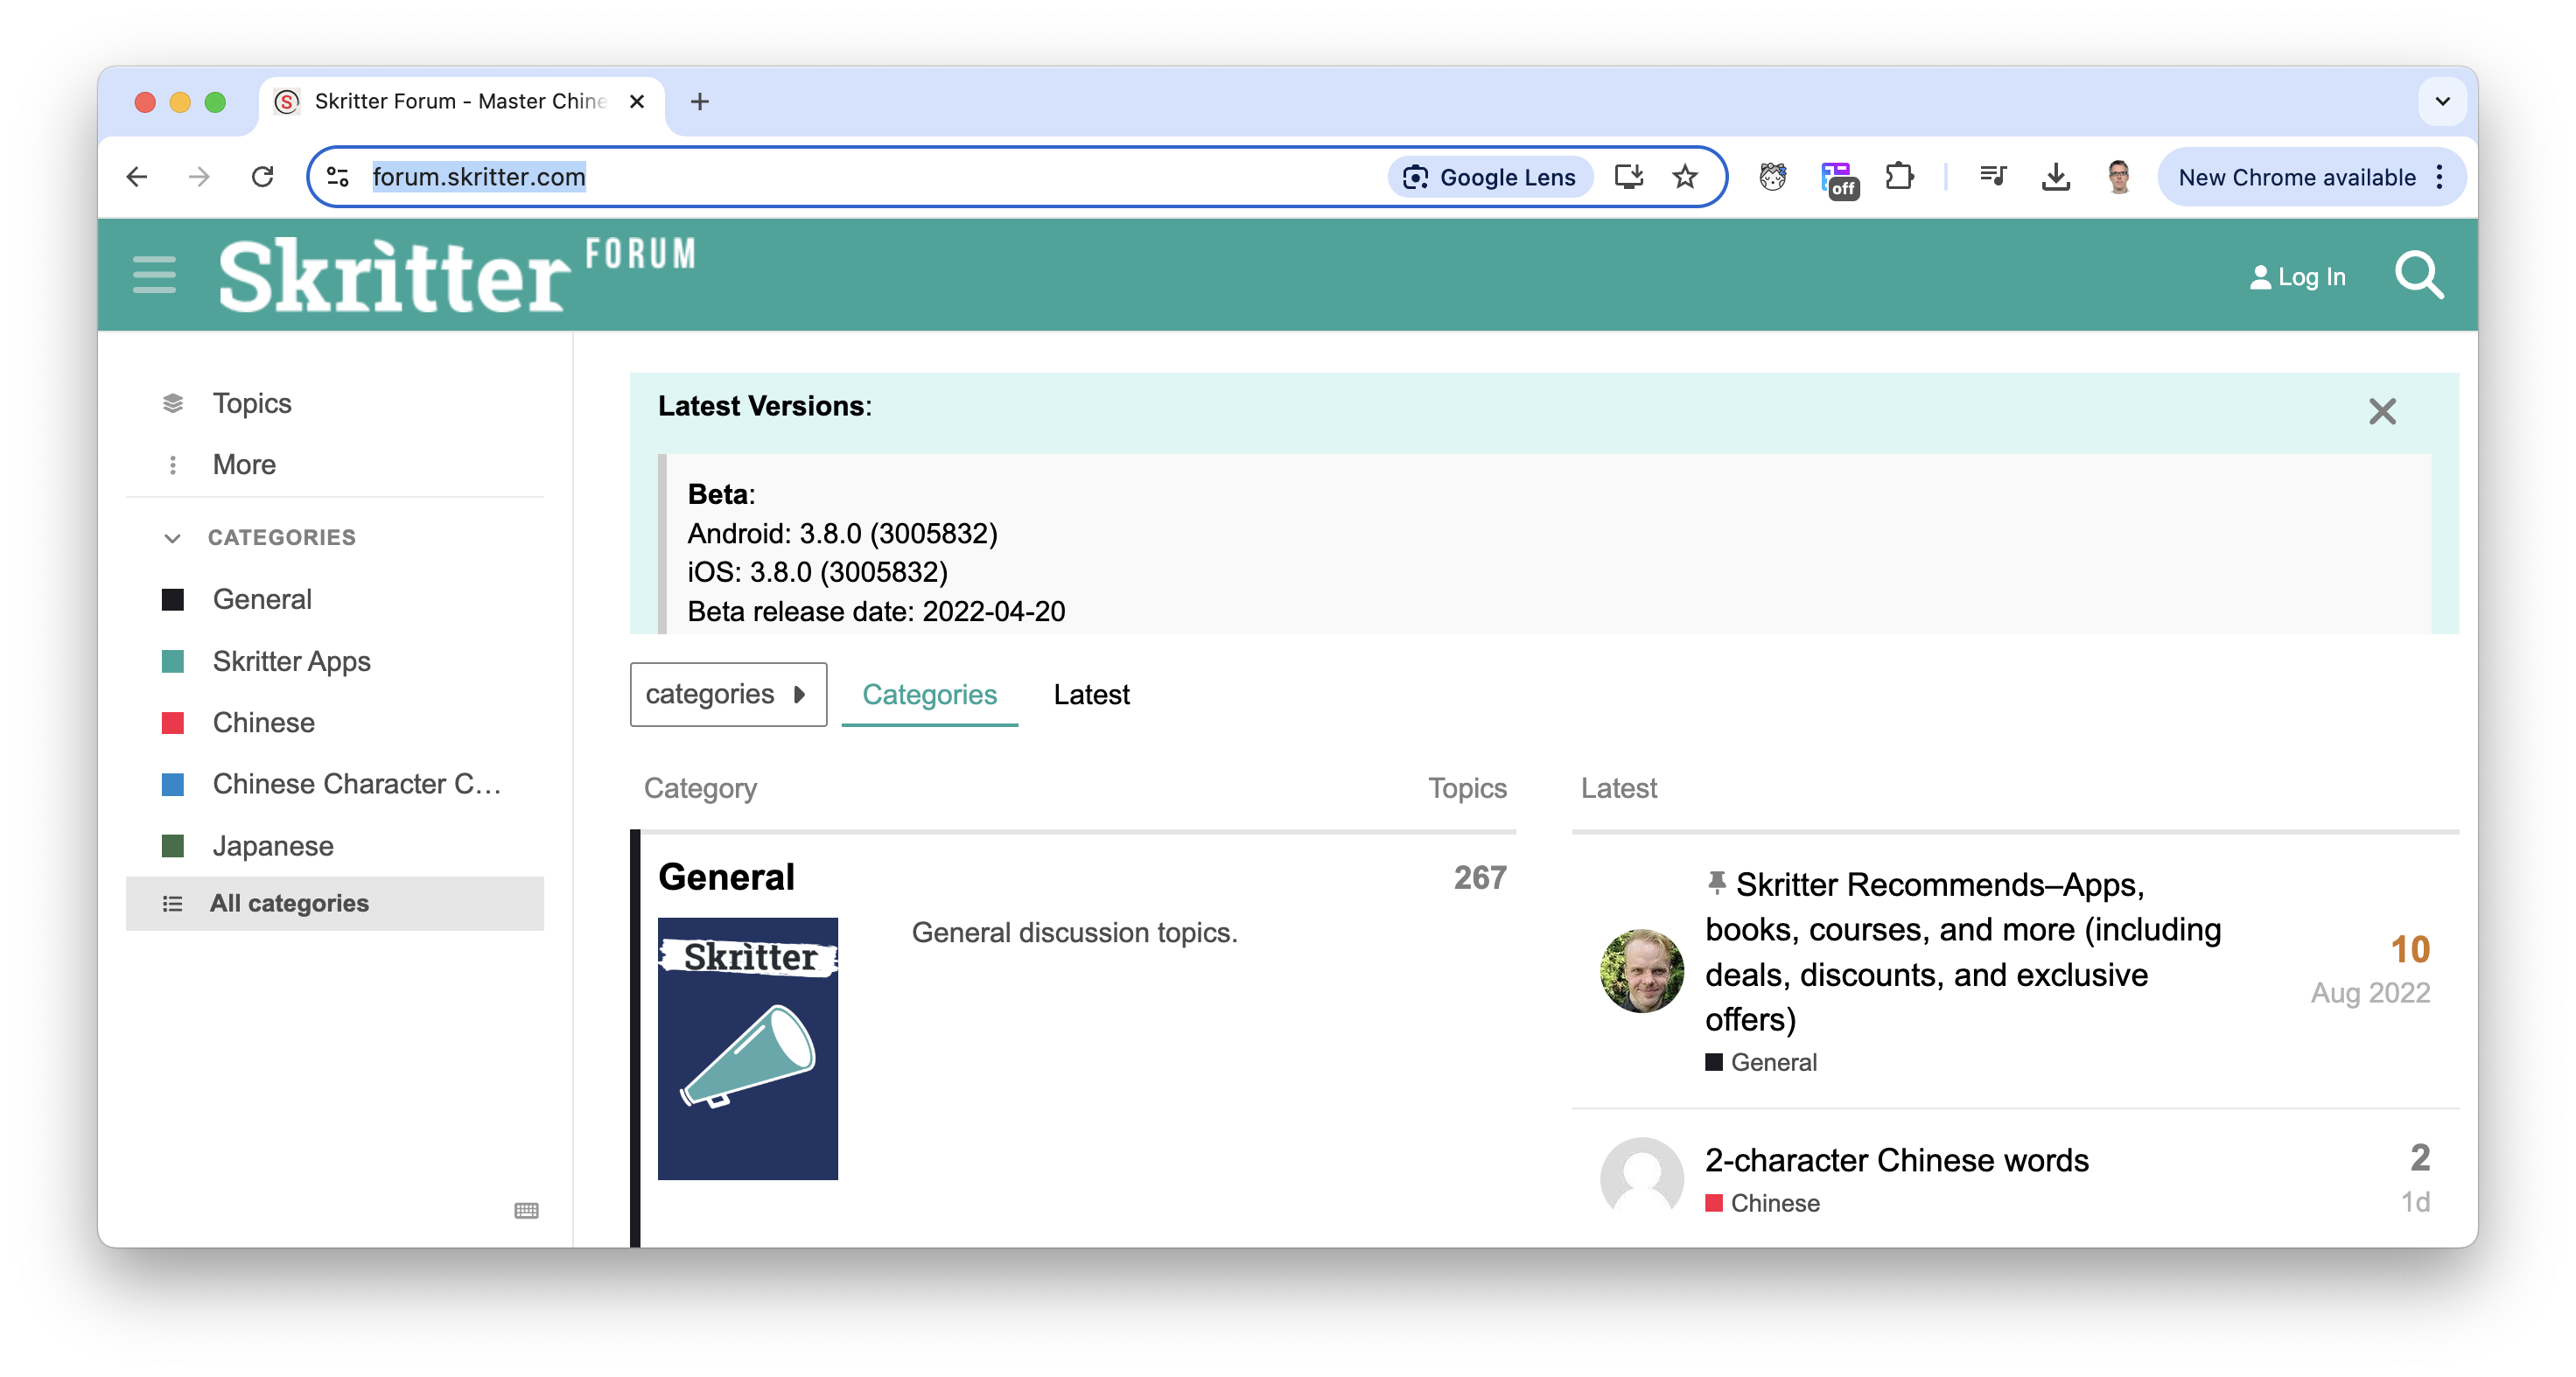 Skritter Forum - Master Chine
forum.skritter.com
Google Lens
off
New Chrome available
Skritter FORUM
Log In
Topics
More
CATEGORIES
General
Skritter Apps
Chinese
Chinese Character C...
Japanese
All categories
Latest Versions:
Beta:
Android: 3.8.0 (3005832)
iOS: 3.8.0 (3005832)
Beta release date: 2022-04-20
categories
Categories
Latest
Category
Topics
General
267
Skritter
General discussion topics.
Latest
Skritter Recommends–Apps,
books, courses, and more (including
deals, discounts, and exclusive
offers)
General
10
Aug 2022
2-character Chinese words
Chinese
2
1d